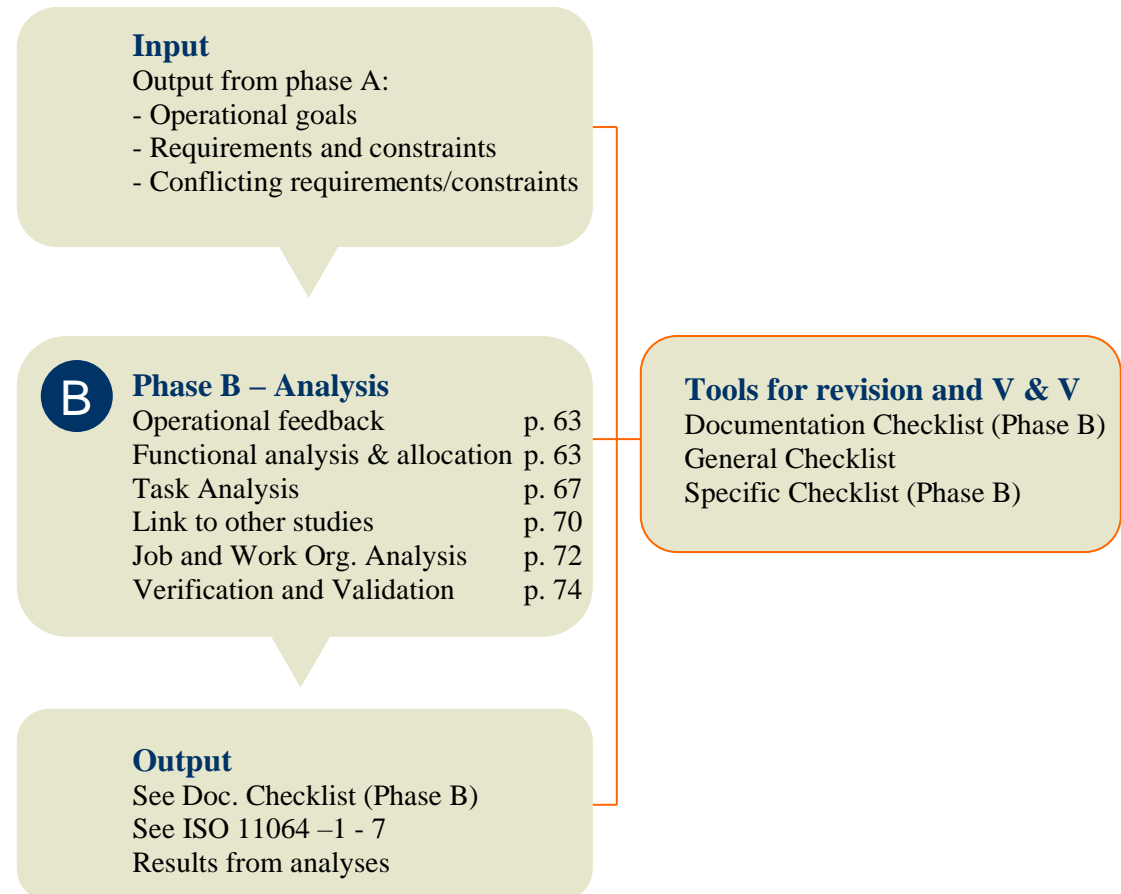 Input
Output from phase A:
- Operational goals
- Requirements and constraints
- Conflicting requirements/constraints
B
Phase B – Analysis
Operational feedback p. 63
Functional analysis & allocation p. 63
Task Analysis p. 67
Link to other studies p. 70
Job and Work Org. Analysis p. 72
Verification and Validation p. 74
Tools for revision and V & V
Documentation Checklist (Phase B)
General Checklist
Specific Checklist (Phase B)
Output
See Doc. Checklist (Phase B)
See ISO 11064 –1 - 7
Results from analyses